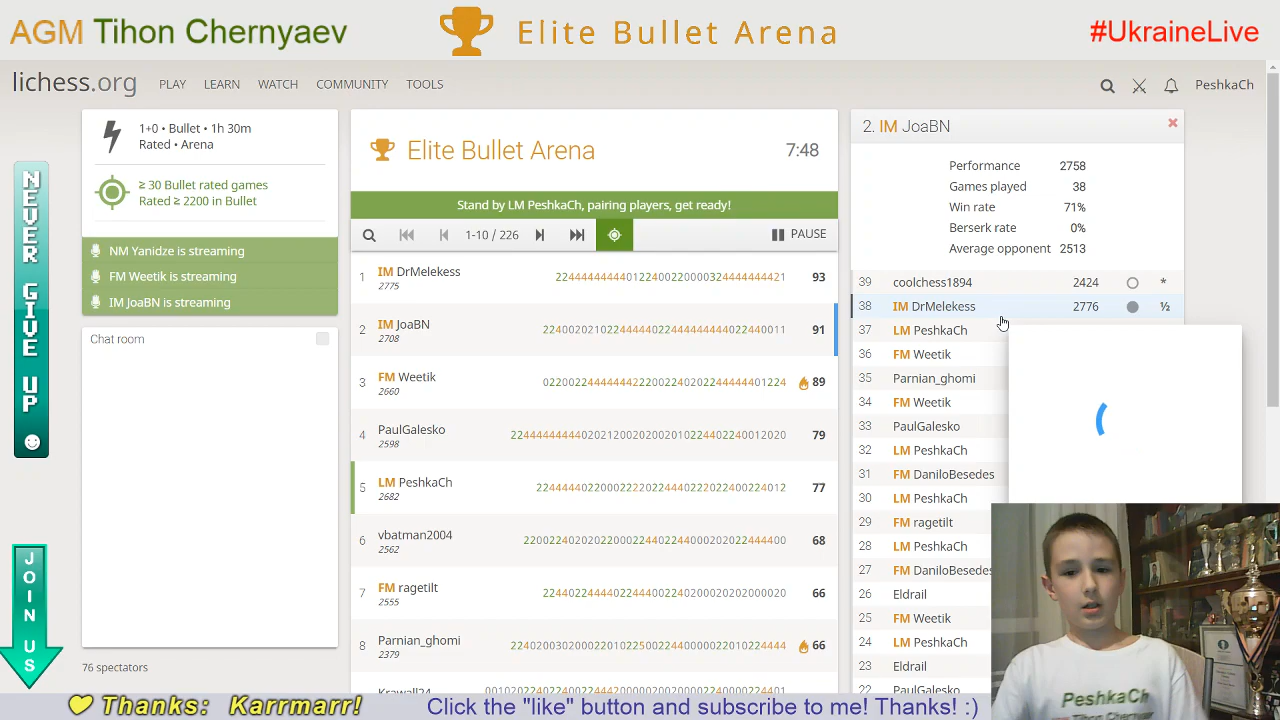 AGM Tihon Chernyaev
Elite Bullet Arena
#UkraineLive
lichess.org
PLAY LEARN WATCH COMMUNITY TOOLS
PeshkaCh
NEVER GIVE UP
JOIN US
1+0 • Bullet • 1h 30m
Rated • Arena
≥ 30 Bullet rated games
Rated ≥ 2200 in Bullet
NM Yanidze is streaming
FM Weetik is streaming
IM JoaBN is streaming
Chat room
76 spectators
Elite Bullet Arena 7:48
Stand by LM PeshkaCh, pairing players, get ready!
1-10 / 226 PAUSE
1 IM DrMelekess 93
2775
2 IM JoaBN 91
2708
3 FM Weetik 89
2660
4 PaulGalesko 79
2598
5 LM PeshkaCh 77
2682
6 vbatman2004 68
2562
7 FM ragetilt 66
2555
8 Parnian_ghomi 66
2379
2. IM JoaBN
Performance 2758
Games played 38
Win rate 71%
Berserk rate 0%
Average opponent 2513
39 coolchess1894 2424 *
38 IM DrMelekess 2776 ½
37 LM PeshkaCh
36 FM Weetik
35 Parnian_ghomi
34 FM Weetik
33 PaulGalesko
32 LM PeshkaCh
31 FM DaniloBesedes
30 LM PeshkaCh
29 FM ragetilt
28 LM PeshkaCh
27 FM DaniloBesedes
26 Eldrail
25 FM Weetik
24 LM PeshkaCh
23 Eldrail
22 PaulGalesko
PeshkaCh
Thanks: Karrmarr!
Click the "like" button and subscribe to me! Thanks! :)